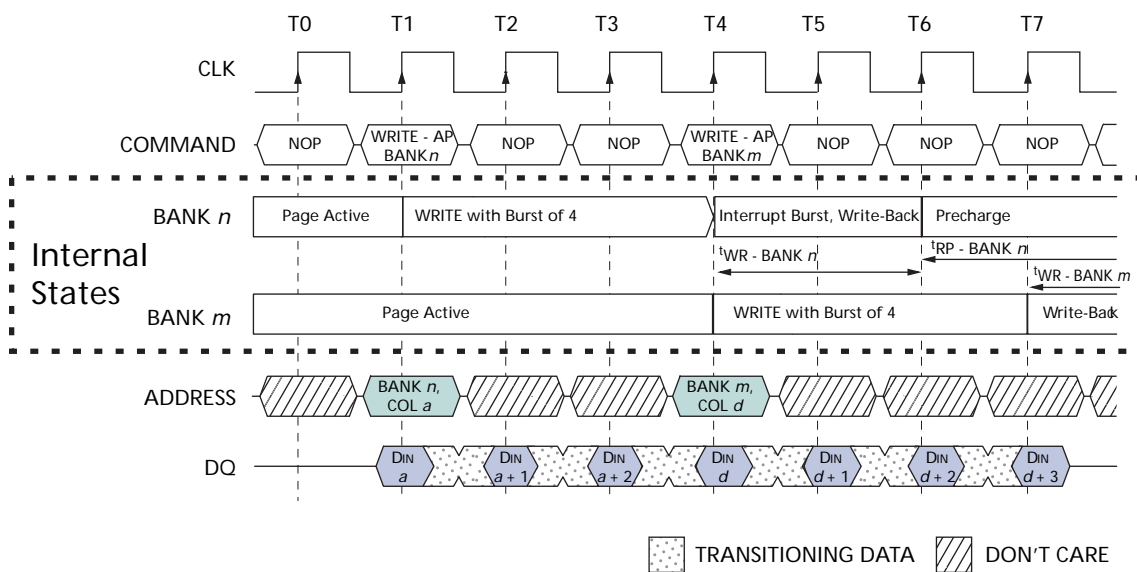 T0 T1 T2 T3 T4 T5 T6 T7
CLK
COMMAND NOP WRITE - AP BANK n NOP NOP WRITE - AP BANK m NOP NOP NOP
Internal States
BANK n Page Active WRITE with Burst of 4 Interrupt Burst, Write-Back Precharge
tWR - BANK n tRP - BANK n
tWR - BANK m
BANK m Page Active WRITE with Burst of 4 Write-Back
ADDRESS BANK n, COL a BANK m, COL d
DQ DIN a DIN a + 1 DIN a + 2 DIN d DIN d + 1 DIN d + 2 DIN d + 3
TRANSITIONING DATA DON'T CARE